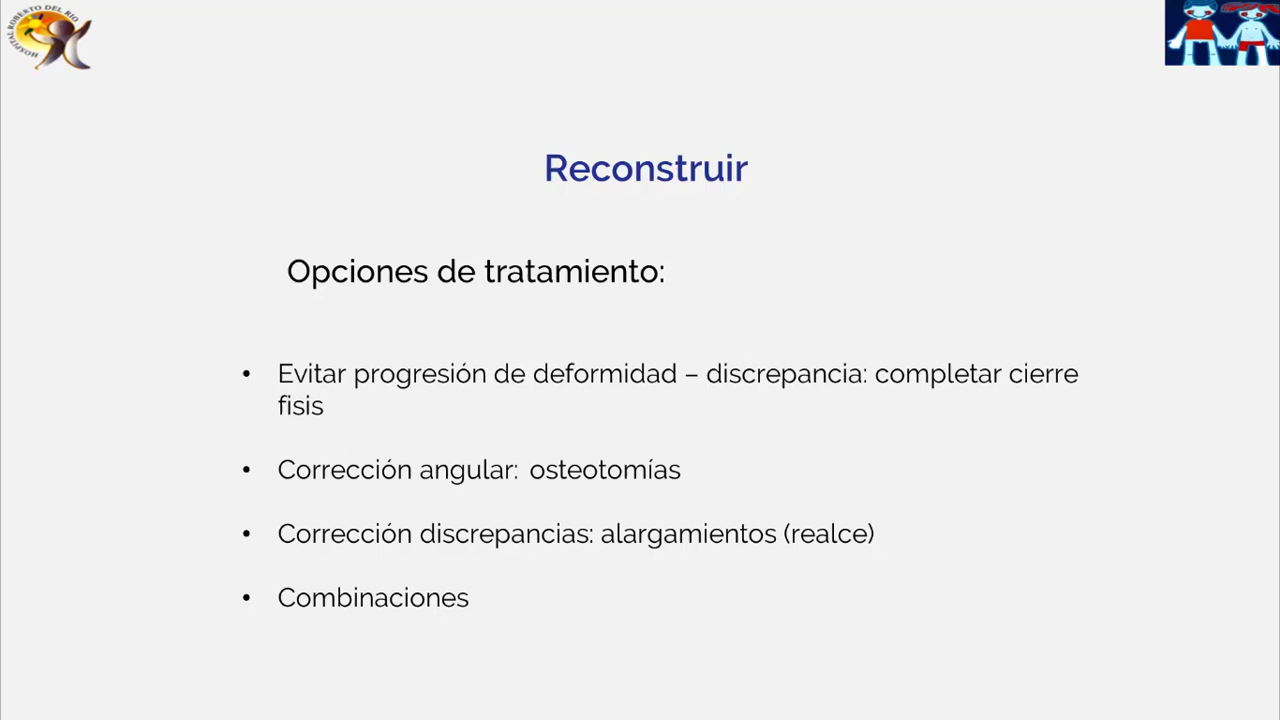 HOSPITAL ROBERTO DEL RIO
Reconstruir
Opciones de tratamiento:
• Evitar progresión de deformidad – discrepancia: completar cierre
fisis
• Corrección angular: osteotomías
• Corrección discrepancias: alargamientos (realce)
• Combinaciones